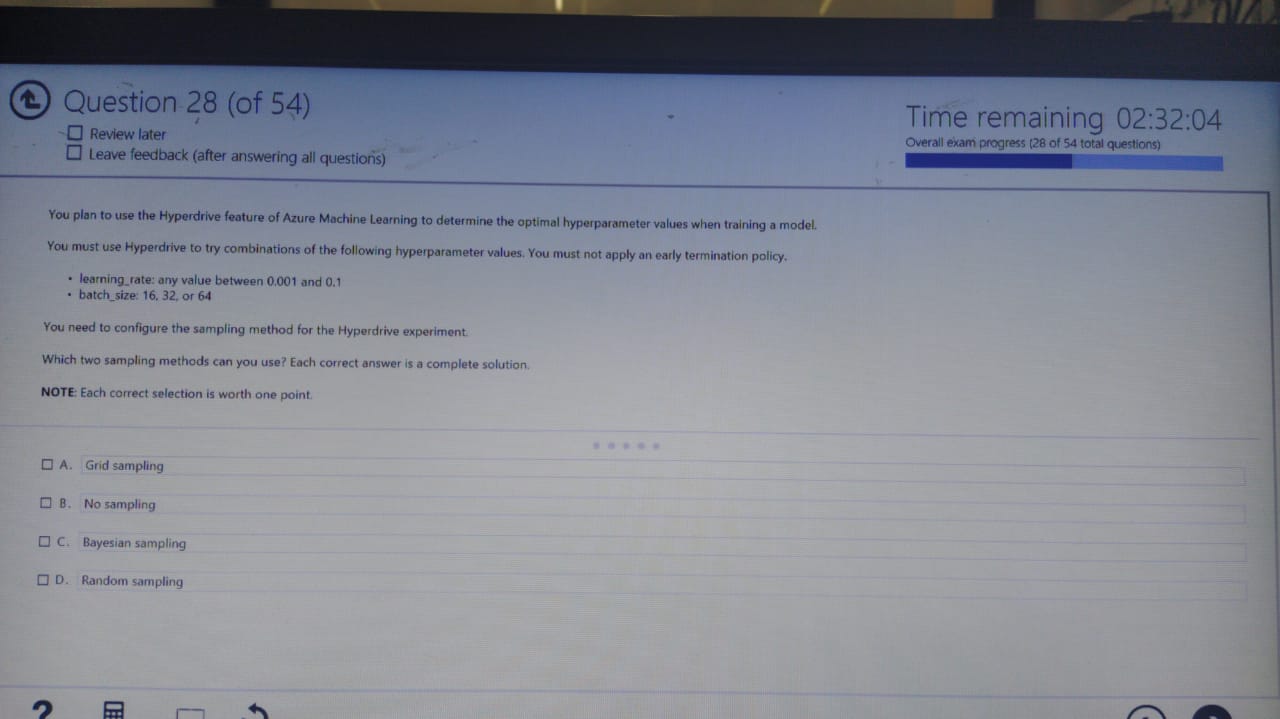 Question 28 (of 54)
Review later
Leave feedback (after answering all questions)
Time remaining 02:32:04
Overall exam progress (28 of 54 total questions)
You plan to use the Hyperdrive feature of Azure Machine Learning to determine the optimal hyperparameter values when training a model.
You must use Hyperdrive to try combinations of the following hyperparameter values. You must not apply an early termination policy.
• learning_rate: any value between 0.001 and 0.1
• batch_size: 16, 32, or 64
You need to configure the sampling method for the Hyperdrive experiment.
Which two sampling methods can you use? Each correct answer is a complete solution.
NOTE: Each correct selection is worth one point.
A. Grid sampling
B. No sampling
C. Bayesian sampling
D. Random sampling
?